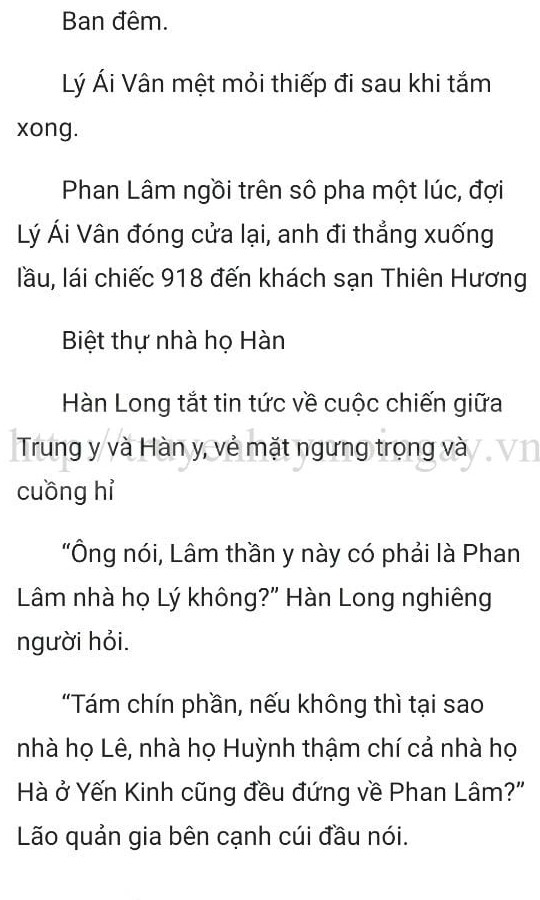 Ban đêm.
Lý Ái Vân mệt mỏi thiếp đi sau khi tắm
xong.
Phan Lâm ngồi trên sô pha một lúc, đợi
Lý Ái Vân đóng cửa lại, anh đi thẳng xuống
lầu, lái chiếc 918 đến khách sạn Thiên Hương
Biệt thự nhà họ Hàn
Hàn Long tắt tin tức về cuộc chiến giữa
Trung y và Hàn y, vẻ mặt ngưng trọng và
http://truyenhaymoingay.vn
cuồng hỉ
“Ông nói, Lâm thần y này có phải là Phan
Lâm nhà họ Lý không?” Hàn Long nghiêng
người hỏi.
“Tám chín phần, nếu không thì tại sao
nhà họ Lê, nhà họ Huỳnh thậm chí cả nhà họ
Hà ở Yến Kinh cũng đều đứng về Phan Lâm?”
Lão quản gia bên cạnh cúi đầu nói.